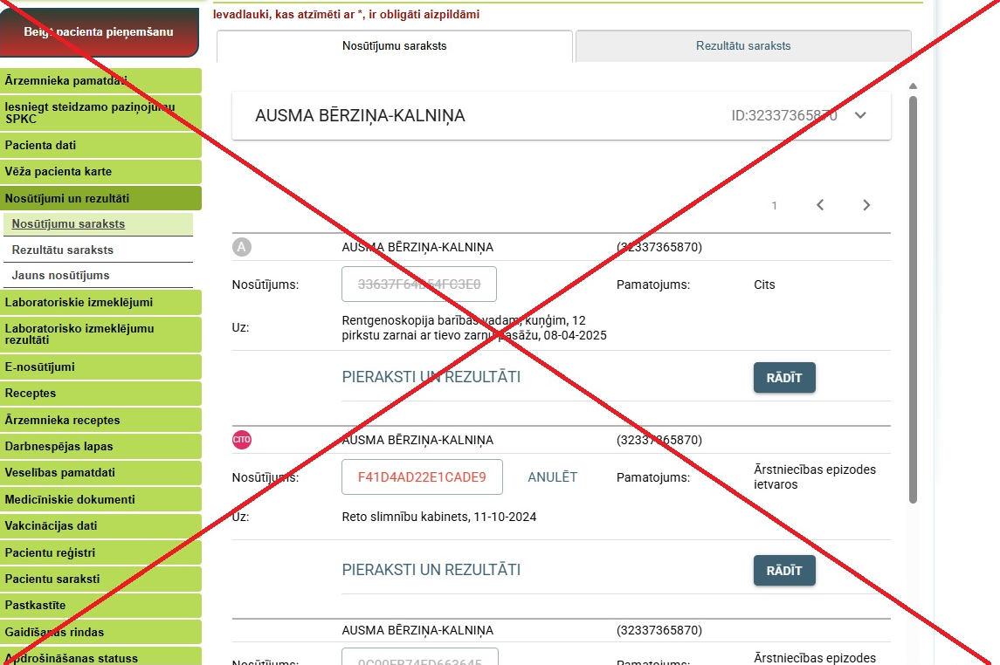 Ievadlauki, kas atzīmēti ar *, ir obligāti aizpildāmi
Beigt pacienta pieņemšanu
Ārzemnieka pamatdati
Iesniegt steidzamo paziņojumu
SPKC
Pacienta dati
Vēža pacienta karte
Nosūtījumi un rezultāti
Nosūtījumu saraksts
Rezultātu saraksts
Jauns nosūtījums
Laboratoriskie izmeklējumi
Laboratorisko izmeklējumu
rezultāti
E-nosūtījumi
Receptes
Ārzemnieka receptes
Darbnespējas lapas
Veselības pamatdati
Medicīniskie dokumenti
Vakcinācijas dati
Pacientu reģistri
Pacientu saraksti
Pastkastīte
Gaidīšanas rindas
Apdrošināšanas statuss
Nosūtījumu saraksts
Rezultātu saraksts
AUSMA BĒRZIŅA-KALNIŅA ID:32337365870
1
A AUSMA BĒRZIŅA-KALNIŅA (32337365870)
Nosūtījums: 33637F64B54FC3E0 Pamatojums: Cits
Uz: Rentgenoskopija barības vadam, kuņģim, 12
pirkstu zarnai ar tievo zarnu pasāžu, 08-04-2025
PIERAKSTI UN REZULTĀTI RĀDĪT
CITO AUSMA BĒRZIŅA-KALNIŅA (32337365870)
Nosūtījums: F41D4AD22E1CADE9 ANULĒT Pamatojums: Ārstniecības epizodes
ietvaros
Uz: Reto slimnību kabinets, 11-10-2024
PIERAKSTI UN REZULTĀTI RĀDĪT
AUSMA BĒRZIŅA-KALNIŅA (32337365870)
Nosūtījums: Pamatojums: Ārstniecības epizodes